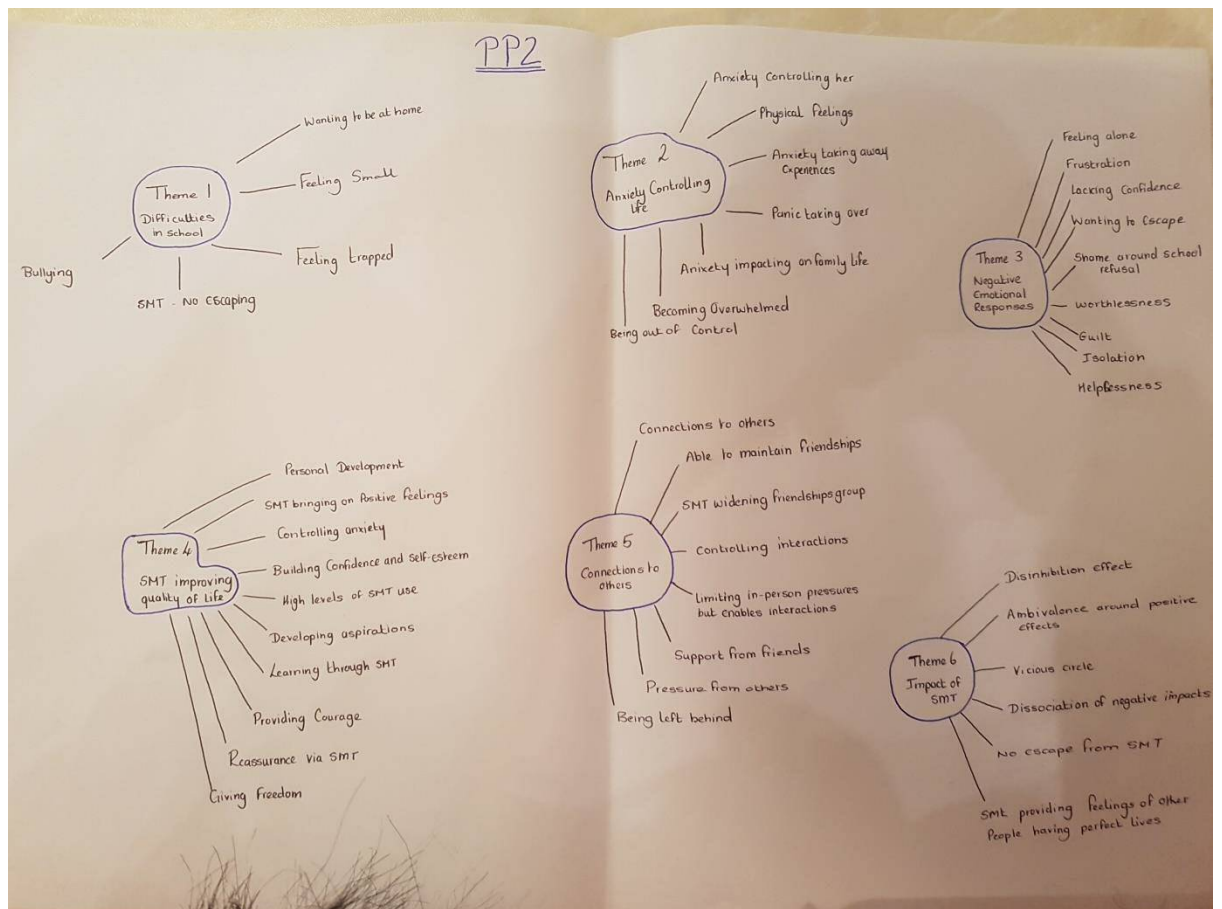 PP2
Theme 1
Difficulties
in school
Wanting to be at home
Feeling Small
Feeling trapped
SMT - No Escaping
Bullying
Theme 2
Anxiety Controlling
life
Anxiety Controlling her
Physical Feelings
Anxiety taking away
Experiences
Panic taking over
Anixety impacting on family life
Becoming Overwhelmed
Being out of Control
Theme 3
Negative
Emotional
Responses
Feeling alone
Frustration
Lacking Confidence
Wanting to Escape
Shame around school
refusal
Worthlessness
Guilt
Isolation
Helplessness
Theme 4
SMT improving
quality of Life
Personal Development
SMT bringing on Positive feelings
Controlling anxiety
Building Confidence and Self-esteem
High levels of SMT use
Developing aspirations
Learning through SMT
Providing Courage
Reassurance via SMT
Giving Freedom
Theme 5
Connections to
others
Connections to others
Able to maintain friendships
SMT widening friendships group
Controlling interactions
Limiting in-person pressures
but enables interactions
Support from friends
Pressure from others
Being left behind
Theme 6
Impact of
SMT
Disinhibition effect
Ambivalence around positive
effects
Vicious circle
Dissociation of negative impacts
No escape from SMT
SMT providing feelings of other
People having perfect lives